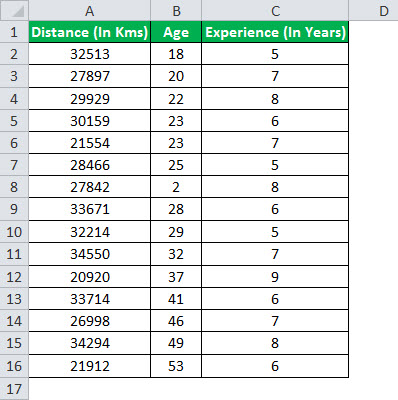 A B C D
1 Distance (In Kms) Age Experience (In Years)
2 32513 18 5
3 27897 20 7
4 29929 22 8
5 30159 23 6
6 21554 23 7
7 28466 25 5
8 27842 2 8
9 33671 28 6
10 32214 29 5
11 34550 32 7
12 20920 37 9
13 33714 41 6
14 26998 46 7
15 34294 49 8
16 21912 53 6
17